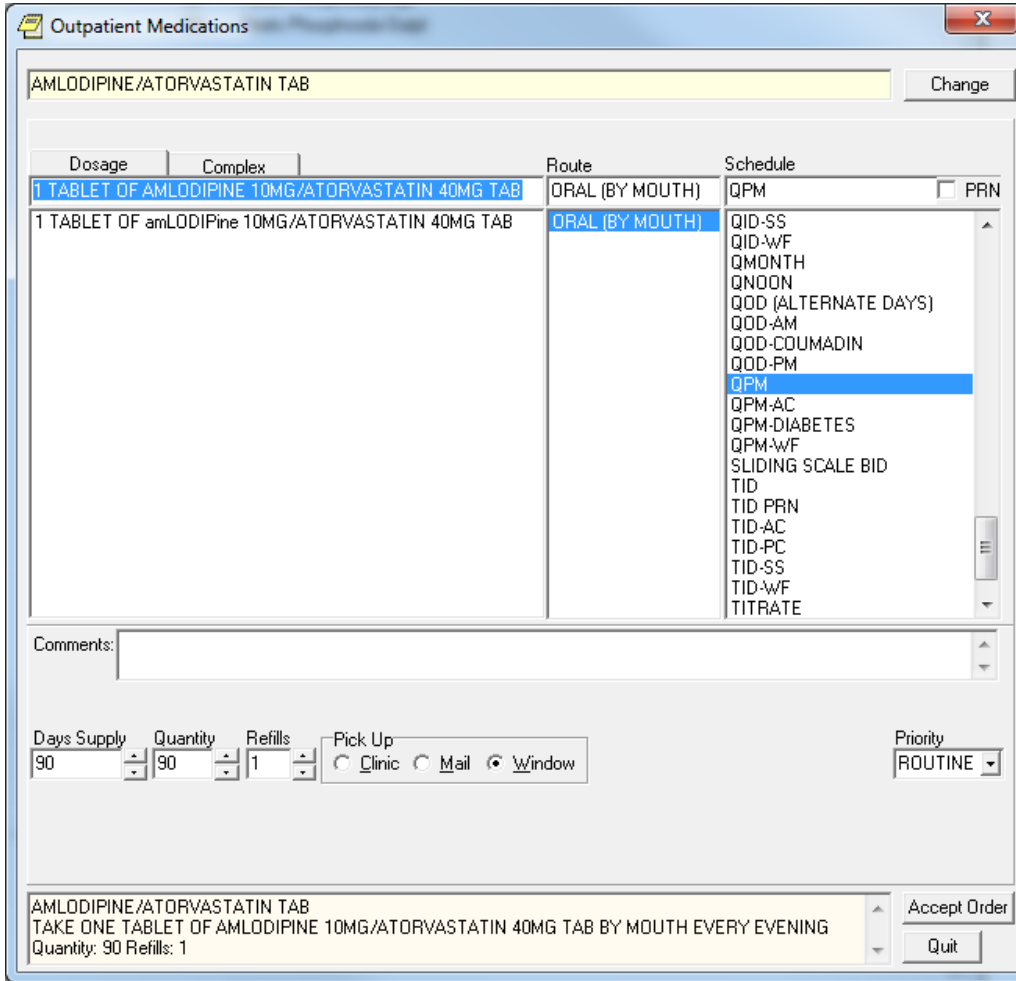 Outpatient Medications
AMLODIPINE/ATORVASTATIN TAB
Change
Dosage
Complex
Route
Schedule
1 TABLET OF AMLODIPINE 10MG/ATORVASTATIN 40MG TAB
ORAL (BY MOUTH)
QPM
PRN
1 TABLET OF amLODIPine 10MG/ATORVASTATIN 40MG TAB
ORAL (BY MOUTH)
QID-SS
QID-WF
QMONTH
QNOON
QOD (ALTERNATE DAYS)
QOD-AM
QOD-COUMADIN
QOD-PM
QPM
QPM-AC
QPM-DIABETES
QPM-WF
SLIDING SCALE BID
TID
TID PRN
TID-AC
TID-PC
TID-SS
TID-WF
TITRATE
Comments:
Days Supply
Quantity
Refills
Pick Up
Priority
90
90
1
Clinic
Mail
Window
ROUTINE
AMLODIPINE/ATORVASTATIN TAB
TAKE ONE TABLET OF AMLODIPINE 10MG/ATORVASTATIN 40MG TAB BY MOUTH EVERY EVENING
Quantity: 90 Refills: 1
Accept Order
Quit